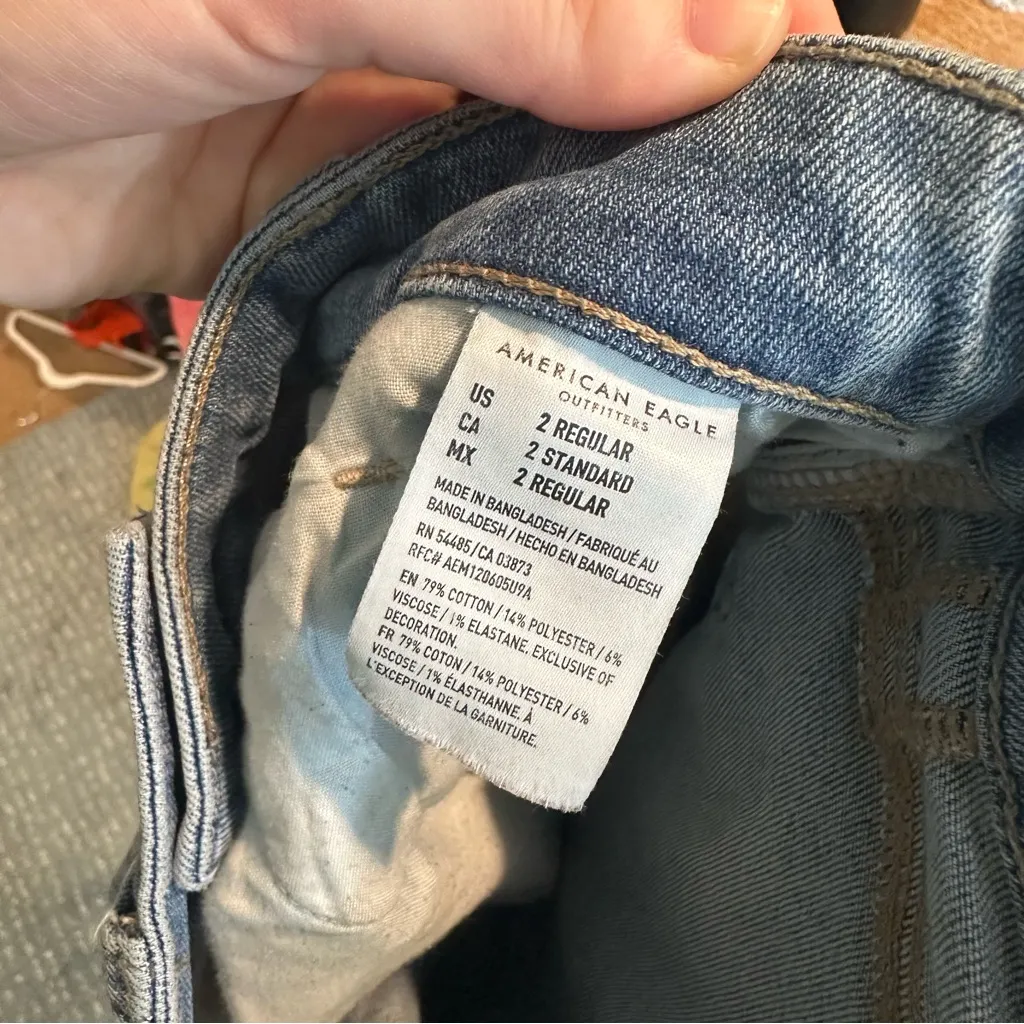 AMERICAN EAGLE
OUTFITTERS
US 2 REGULAR
CA 2 STANDARD
MX 2 REGULAR
MADE IN BANGLADESH / FABRIQUÉ AU
BANGLADESH / HECHO EN BANGLADESH
RN 54485 / CA 03873
RFC# AEM120605U9A
EN 79% COTTON / 14% POLYESTER / 6%
VISCOSE / 1% ELASTANE, EXCLUSIVE OF
DECORATION.
FR 79% COTON / 14% POLYESTER / 6%
VISCOSE / 1% ÉLASTHANNE, À
L'EXCEPTION DE LA GARNITURE.